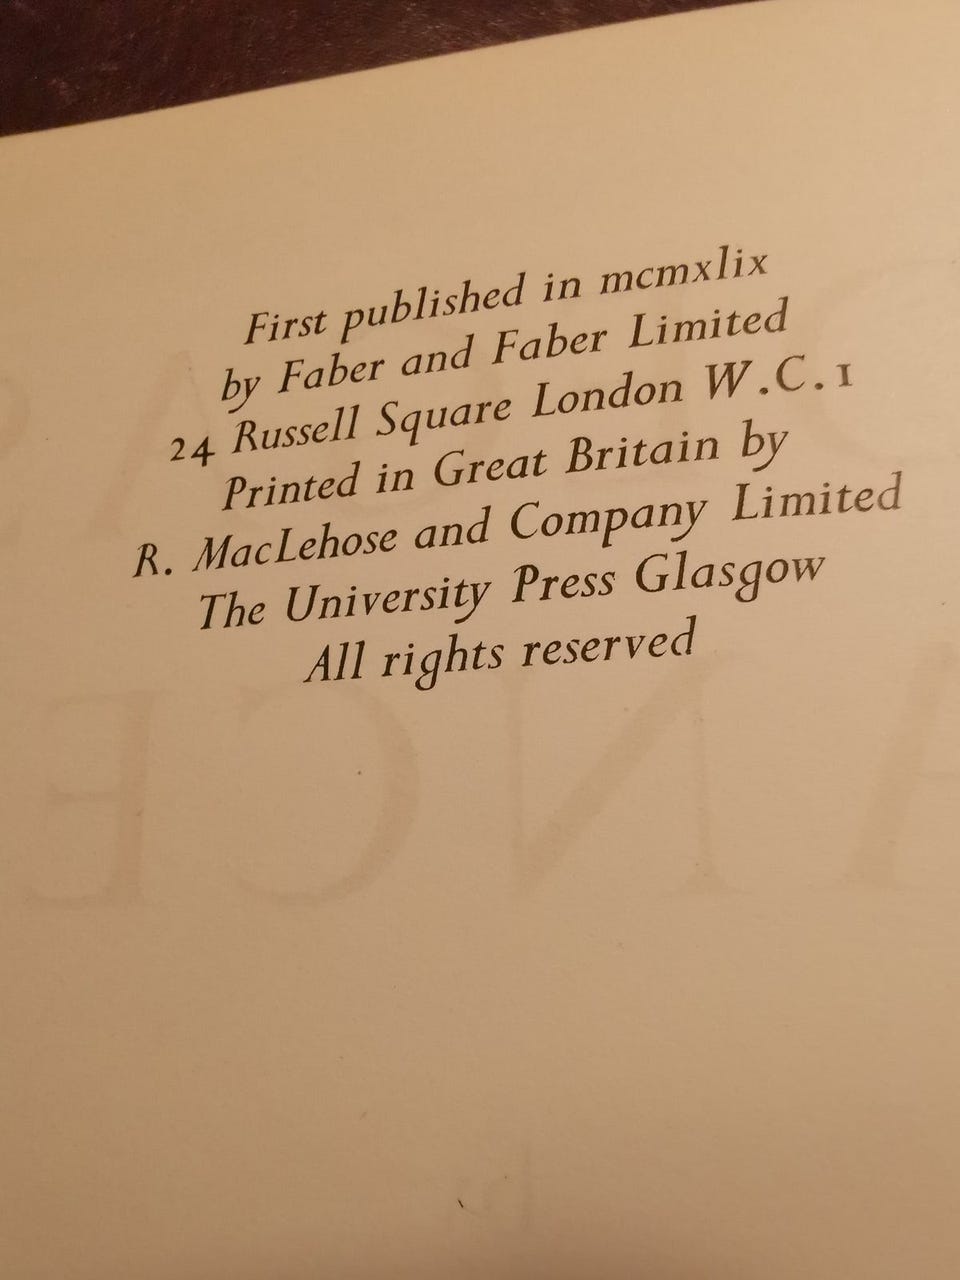 First published in mcmxlix
by Faber and Faber Limited
24 Russell Square London W.C.1
Printed in Great Britain by
R. MacLehose and Company Limited
The University Press Glasgow
All rights reserved